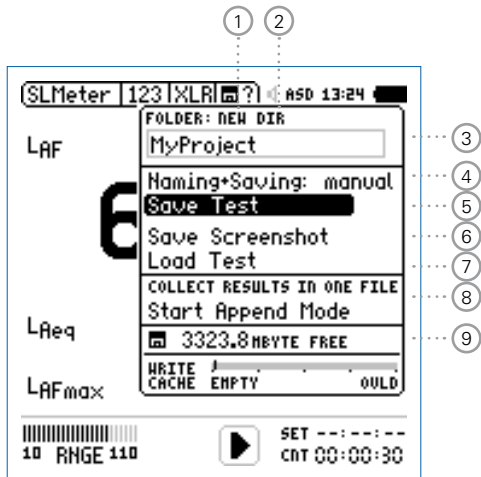 1 2
SLMeter 123 XLR ? ASD 13:24
FOLDER: NEW DIR
MyProject
3
LAF
Naming+Saving: manual
4
Save Test
5
6
Save Screenshot
6
Load Test
7
COLLECT RESULTS IN ONE FILE
Start Append Mode
8
LAeq
3323.8 MBYTE FREE
9
WRITE
CACHE EMPTY OVLD
LAFmax
10 RNGE 110
SET --:--:--
CNT 00:00:30